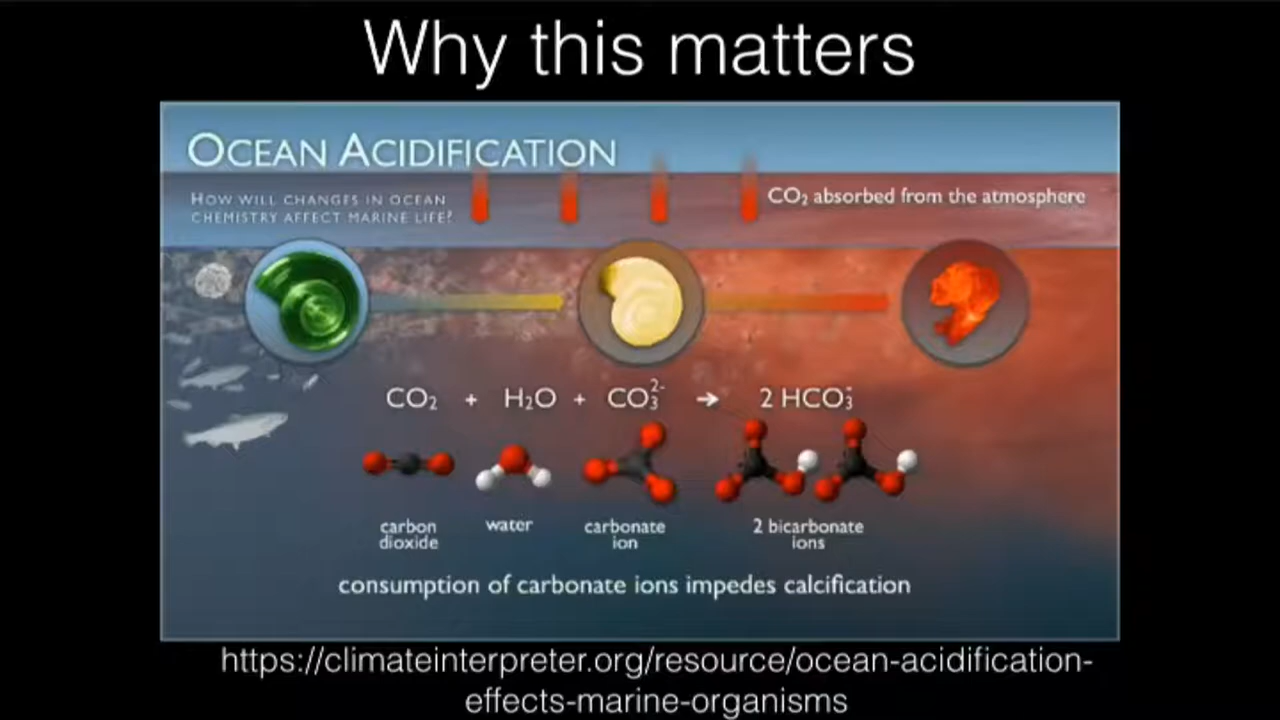 Why this matters
OCEAN ACIDIFICATION
HOW WILL CHANGES IN OCEAN
CHEMISTRY AFFECT MARINE LIFE?
CO₂ absorbed from the atmosphere
CO₂ + H₂O + CO₃²⁻ → 2 HCO₃⁻
carbon
dioxide
water
carbonate
ion
2 bicarbonate
ions
consumption of carbonate ions impedes calcification
https://climateinterpreter.org/resource/ocean-acidification-
effects-marine-organisms